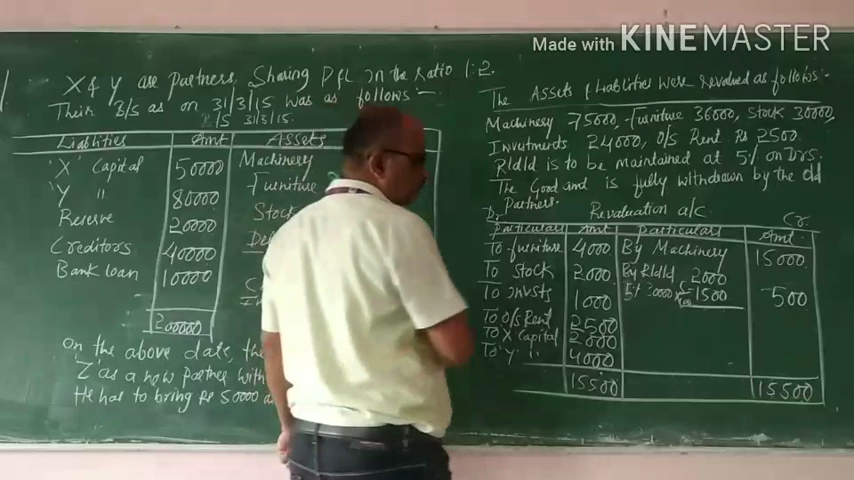 Made with KINEMASTER
X & Y are Partners, Sharing P&L in the ratio 1:2.
Their B/S as on 31/3/15 was as follows:-
B/S 31/3/15.
Liablities Amt Assets
'X' Capital 50000 Machinery
'Y' " 80000 Furniture
Reserve 20000 Stock
Creditors 40000
Bank loan 10000
200000
On the above date, the
'Z' as a new Partner with
He has to bring Rs 50000 a
The Assets & Liablities were revalued as follows:-
Machinery 75000, Furniture 36000, Stock 30000,
Investments 24000, O/S Rent Rs 2500
RDD is to be maintained at 5% on Drs.
The Goodwill is fully withdrawn by the old
Partners.
Dr. Revaluation a/c. Cr.
Particulars Amt Particulars Amt.
To furniture 4000 By Machinery 15000
To Stock 2000 By RDD 2000
To Invsts 1000 1500 500
To O/S Rent 2500
To X Capital 2000
To 'Y' " 4000
15500 15500